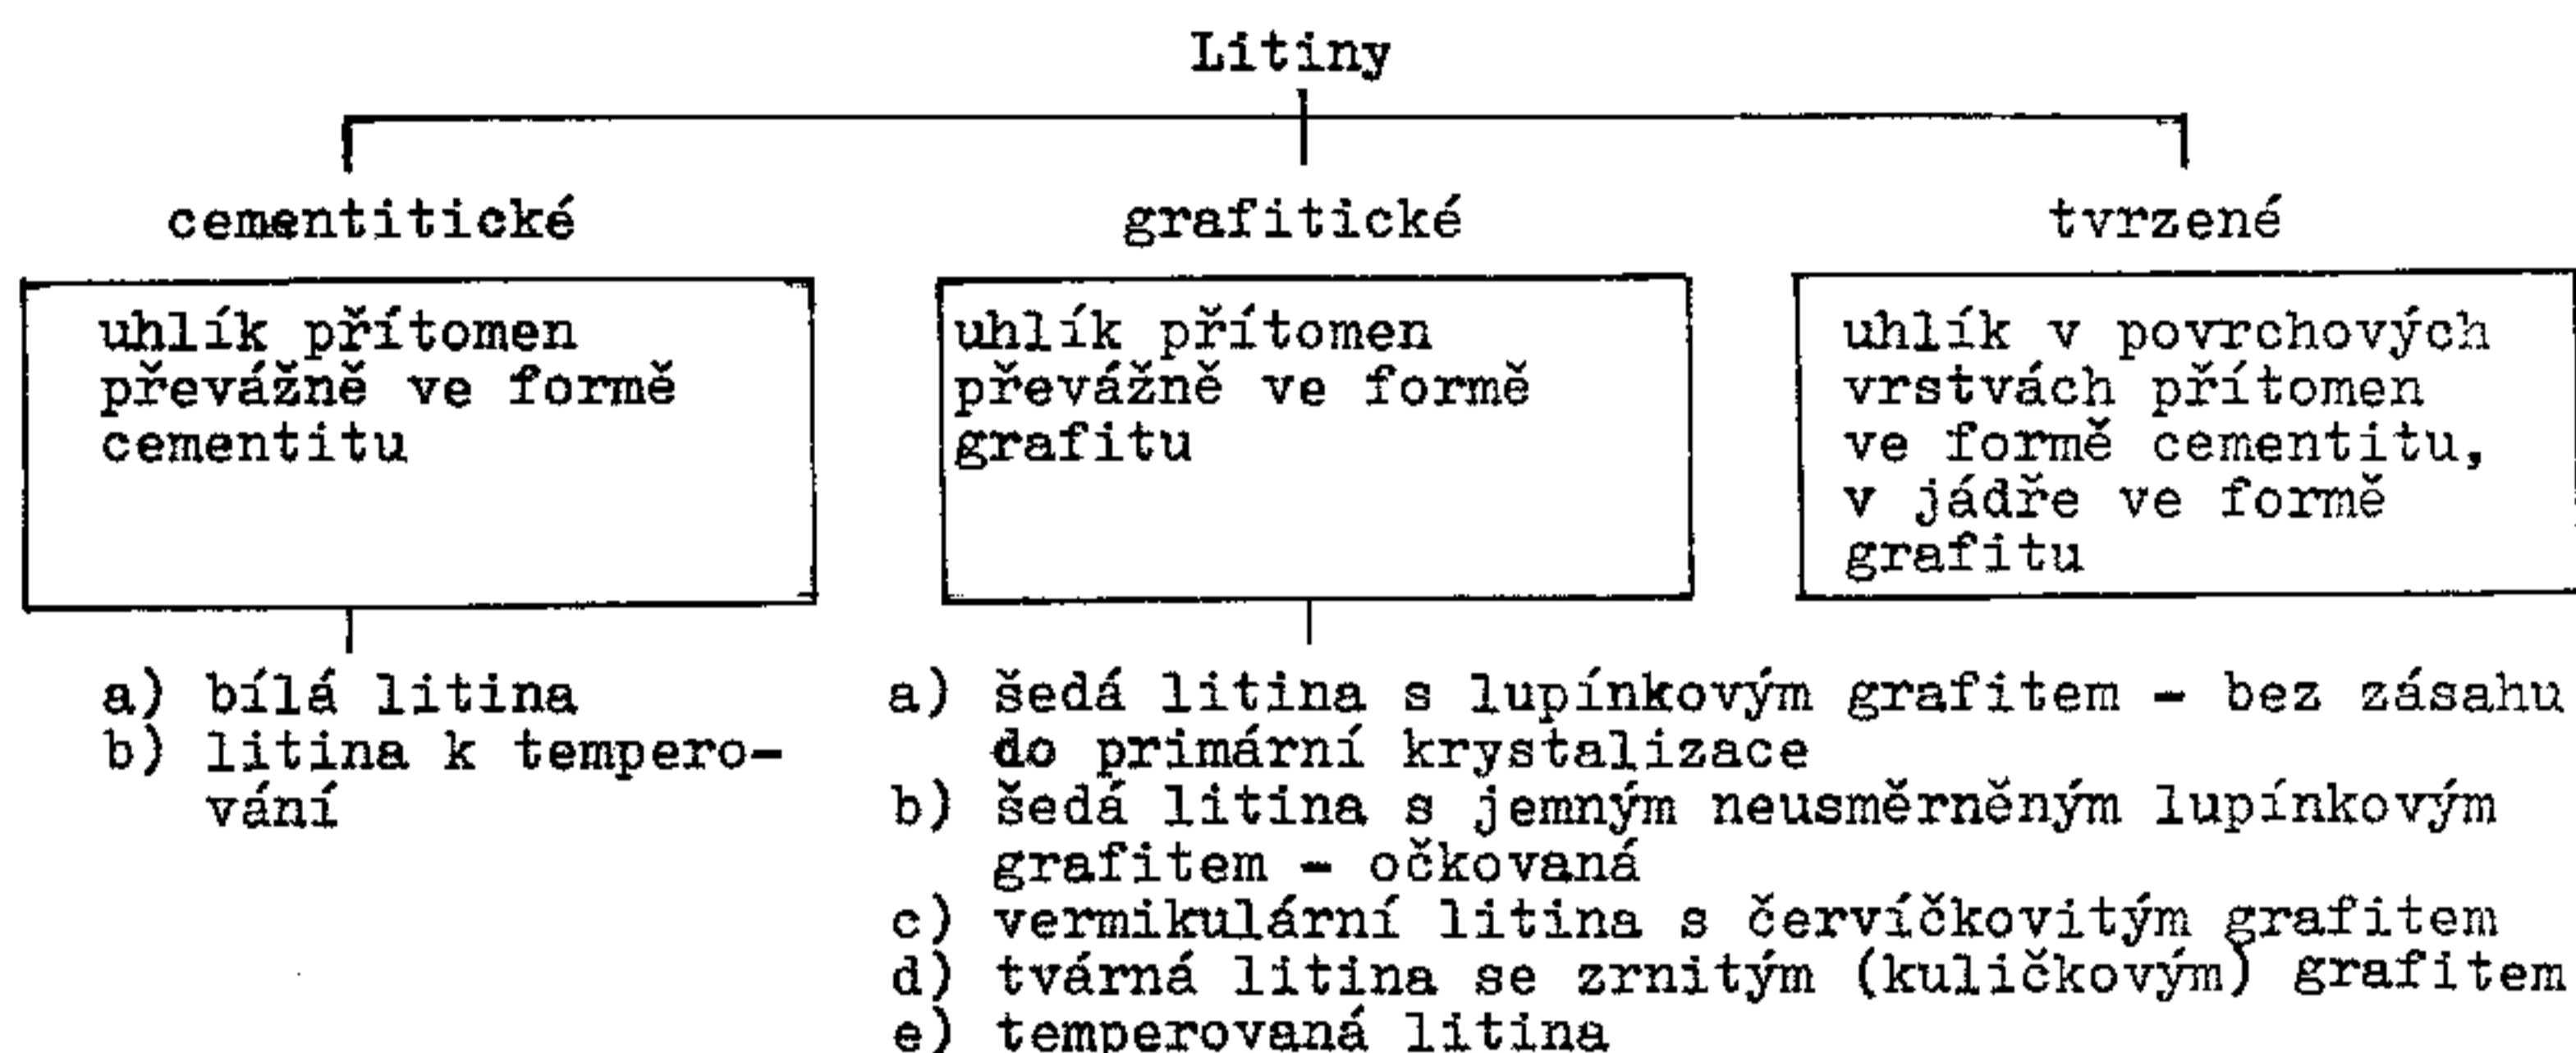 Litiny
cementitické
grafitické
tvrzené
uhlík přítomen
převážně ve formě
cementitu
uhlík přítomen
převážně ve formě
grafitu
uhlík v povrchových
vrstvách přítomen
ve formě cementitu,
v jádře ve formě
grafitu
a) bílá litina
b) litina k tempero-
vání
a) šedá litina s lupínkovým grafitem - bez zásahu
do primární krystalizace
b) šedá litina s jemným neusměrněným lupínkovým
grafitem - očkovaná
c) vermikulární litina s červíčkovitým grafitem
d) tvárná litina se zrnitým (kuličkovým) grafitem
e) temperovaná litina